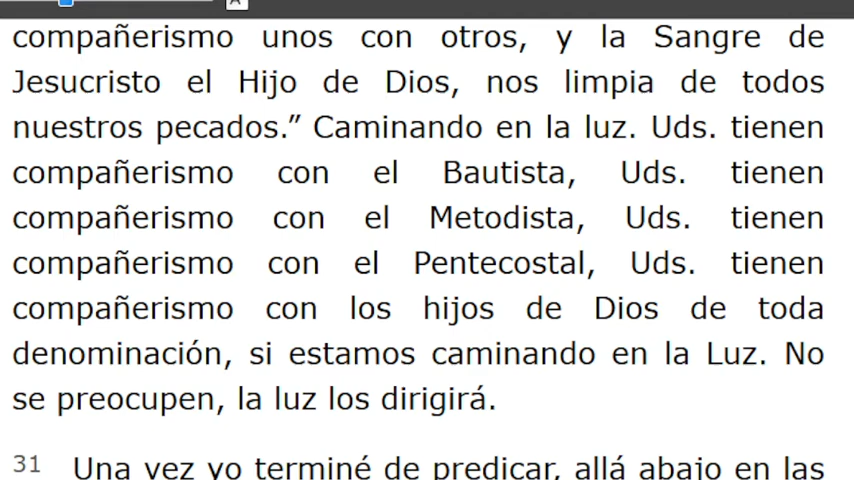 compañerismo unos con otros, y la Sangre de
Jesucristo el Hijo de Dios, nos limpia de todos
nuestros pecados.” Caminando en la luz. Uds. tienen
compañerismo con el Bautista, Uds. tienen
compañerismo con el Metodista, Uds. tienen
compañerismo con el Pentecostal, Uds. tienen
compañerismo con los hijos de Dios de toda
denominación, si estamos caminando en la Luz. No
se preocupen, la luz los dirigirá.
31 Una vez yo terminé de predicar, allá abajo en las